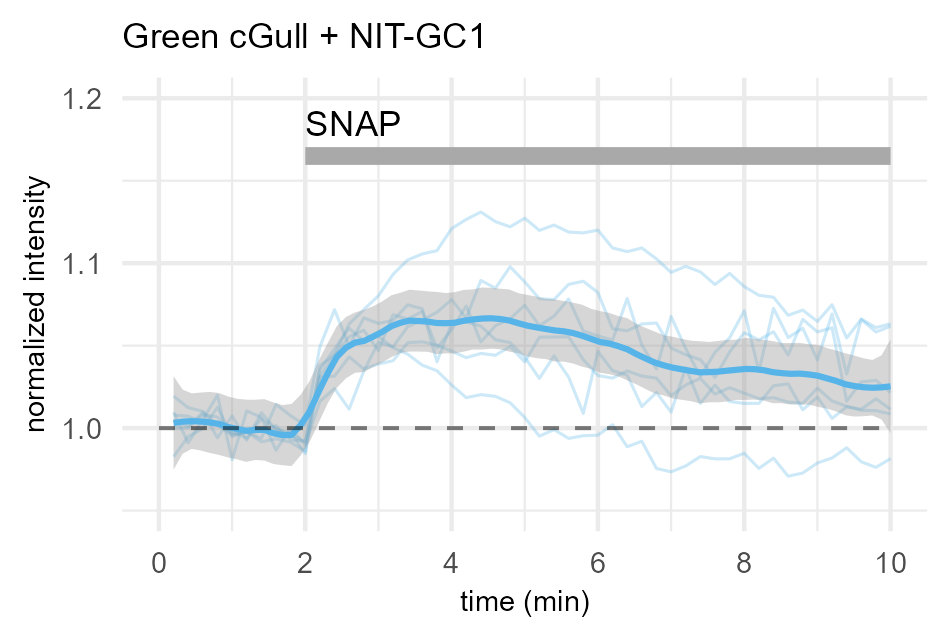 Green cGull + NIT-GC1
1.2
SNAP
1.1
1.0
normalized intensity
0 2 4 6 8 10
time (min)